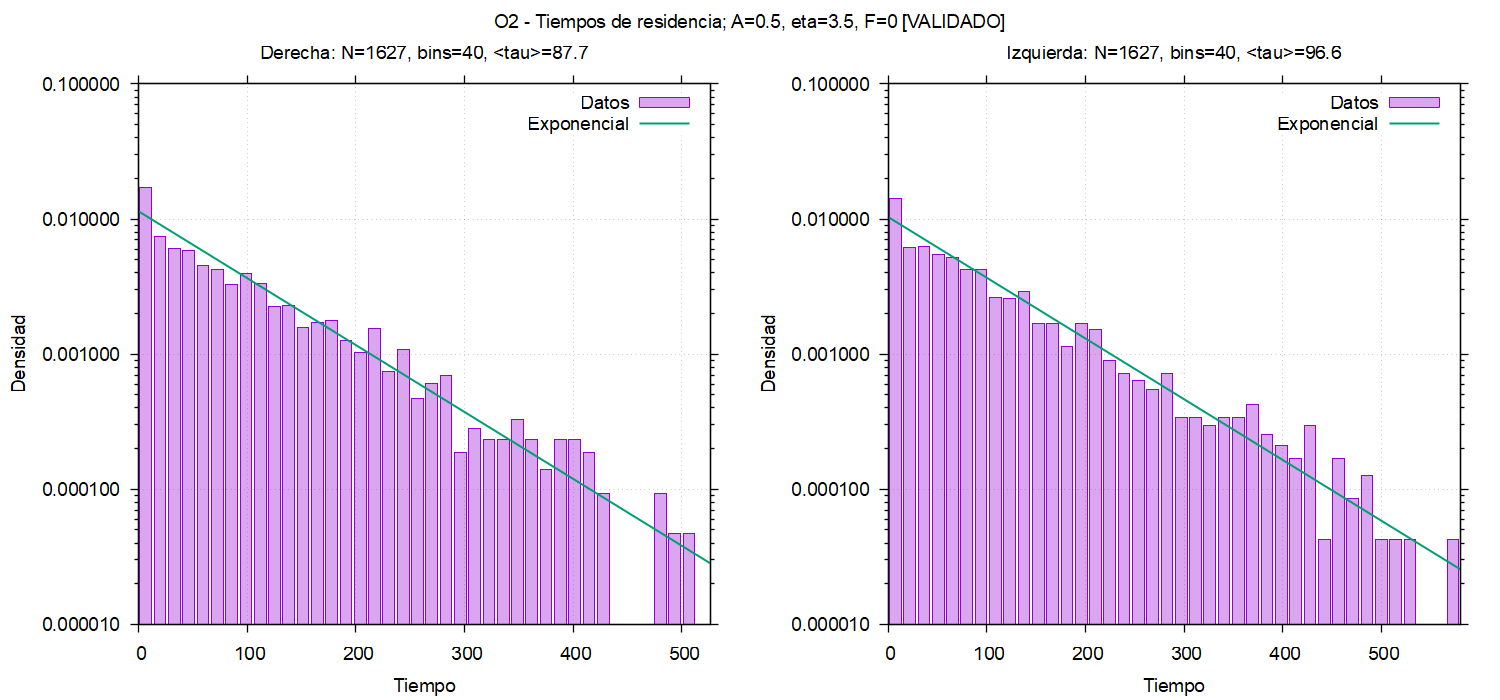 O2 - Tiempos de residencia; A=0.5, eta=3.5, F=0 [VALIDADO]
Derecha: N=1627, bins=40, <tau>=87.7
0.100000
0.010000
0.001000
0.000100
0.000010
Densidad
Datos
Exponencial
0 100 200 300 400 500
Tiempo
Izquierda: N=1627, bins=40, <tau>=96.6
0.100000
0.010000
0.001000
0.000100
0.000010
Densidad
Datos
Exponencial
0 100 200 300 400 500
Tiempo